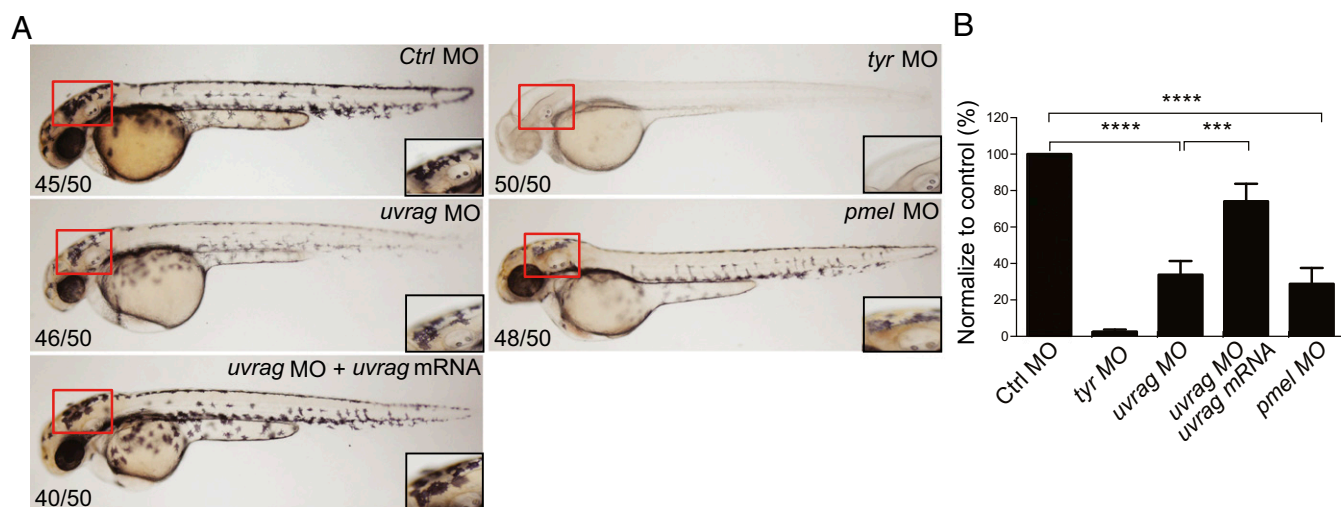 A
Ctrl MO
45/50
tyr MO
50/50
uvrag MO
46/50
pmel MO
48/50
uvrag MO + uvrag mRNA
40/50
B
Normalize to control (%)
120
100
80
60
40
20
0
****
****
***
Ctrl MO
tyr MO
uvrag MO
uvrag MO
uvrag mRNA
pmel MO